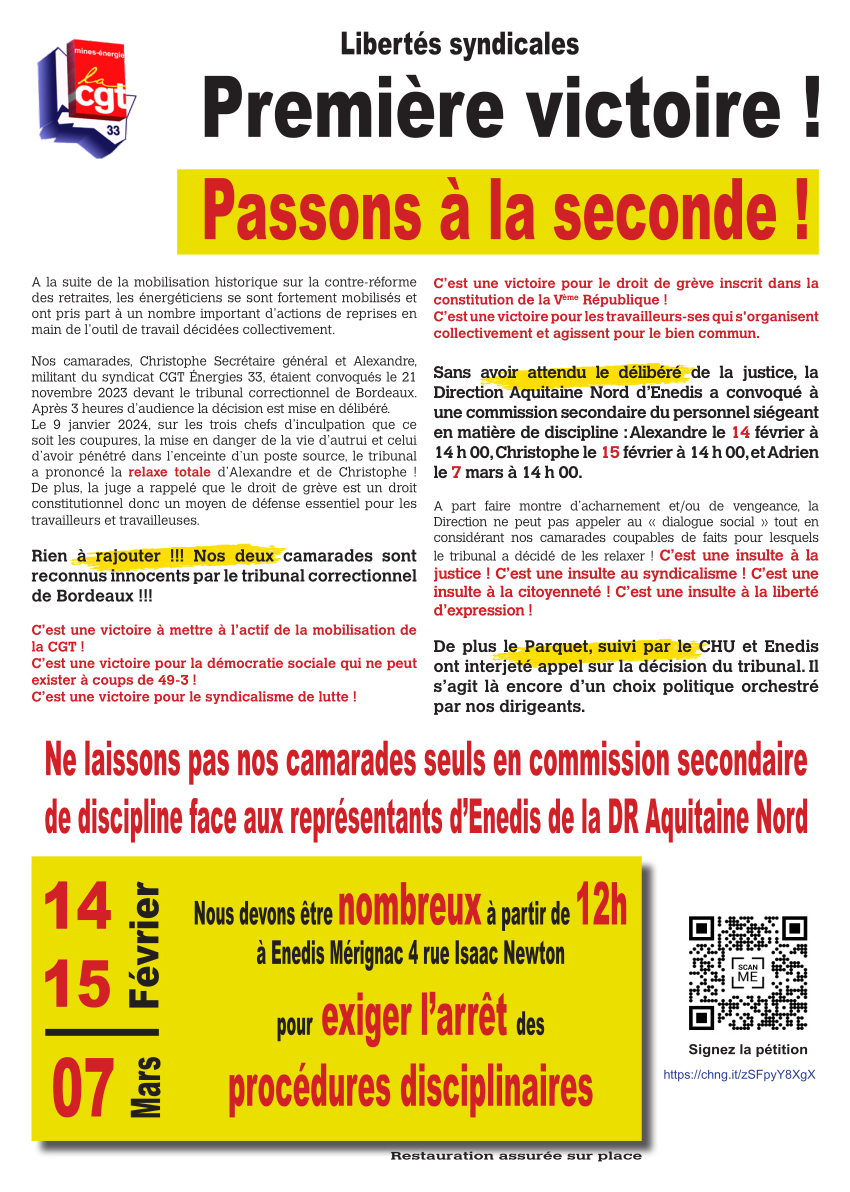 mines-énergie
la
cgt
33
Libertés syndicales
Première victoire !
Passons à la seconde !
A la suite de la mobilisation historique sur la contre-réforme
des retraites, les énergéticiens se sont fortement mobilisés et
ont pris part à un nombre important d'actions de reprises en
main de l'outil de travail décidées collectivement.
Nos camarades, Christophe Secrétaire général et Alexandre,
militant du syndicat CGT Énergies 33, étaient convoqués le 21
novembre 2023 devant le tribunal correctionnel de Bordeaux.
Après 3 heures d'audience la décision est mise en délibéré.
Le 9 janvier 2024, sur les trois chefs d'inculpation que ce
soit les coupures, la mise en danger de la vie d'autrui et celui
d'avoir pénétré dans l'enceinte d'un poste source, le tribunal
a prononcé la relaxe totale d'Alexandre et de Christophe !
De plus, la juge a rappelé que le droit de grève est un droit
constitutionnel donc un moyen de défense essentiel pour les
travailleurs et travailleuses.
Rien à rajouter !!! Nos deux camarades sont
reconnus innocents par le tribunal correctionnel
de Bordeaux !!!
C'est une victoire à mettre à l'actif de la mobilisation de
la CGT !
C'est une victoire pour la démocratie sociale qui ne peut
exister à coups de 49-3 !
C'est une victoire pour le syndicalisme de lutte !
C'est une victoire pour le droit de grève inscrit dans la
constitution de la Vème République !
C'est une victoire pour les travailleurs-ses qui s'organisent
collectivement et agissent pour le bien commun.
Sans avoir attendu le délibéré de la justice, la
Direction Aquitaine Nord d'Enedis a convoqué à
une commission secondaire du personnel siégeant
en matière de discipline : Alexandre le 14 février à
14 h 00, Christophe le 15 février à 14 h 00, et Adrien
le 7 mars à 14 h 00.
A part faire montre d'acharnement et/ou de vengeance, la
Direction ne peut pas appeler au « dialogue social » tout en
considérant nos camarades coupables de faits pour lesquels
le tribunal a décidé de les relaxer ! C'est une insulte à la
justice ! C'est une insulte au syndicalisme ! C'est une
insulte à la citoyenneté ! C'est une insulte à la liberté
d'expression !
De plus le Parquet, suivi par le CHU et Enedis
ont interjeté appel sur la décision du tribunal. Il
s'agit là encore d'un choix politique orchestré
par nos dirigeants.
Ne laissons pas nos camarades seuls en commission secondaire
de discipline face aux représentants d'Enedis de la DR Aquitaine Nord
14
15
Février
07
Mars
Nous devons être nombreux à partir de 12h
à Enedis Mérignac 4 rue Isaac Newton
pour exiger l'arrêt des
procédures disciplinaires
SCAN
ME
Signez la pétition
https://chng.it/zSFpyY8XgX
Restauration assurée sur place